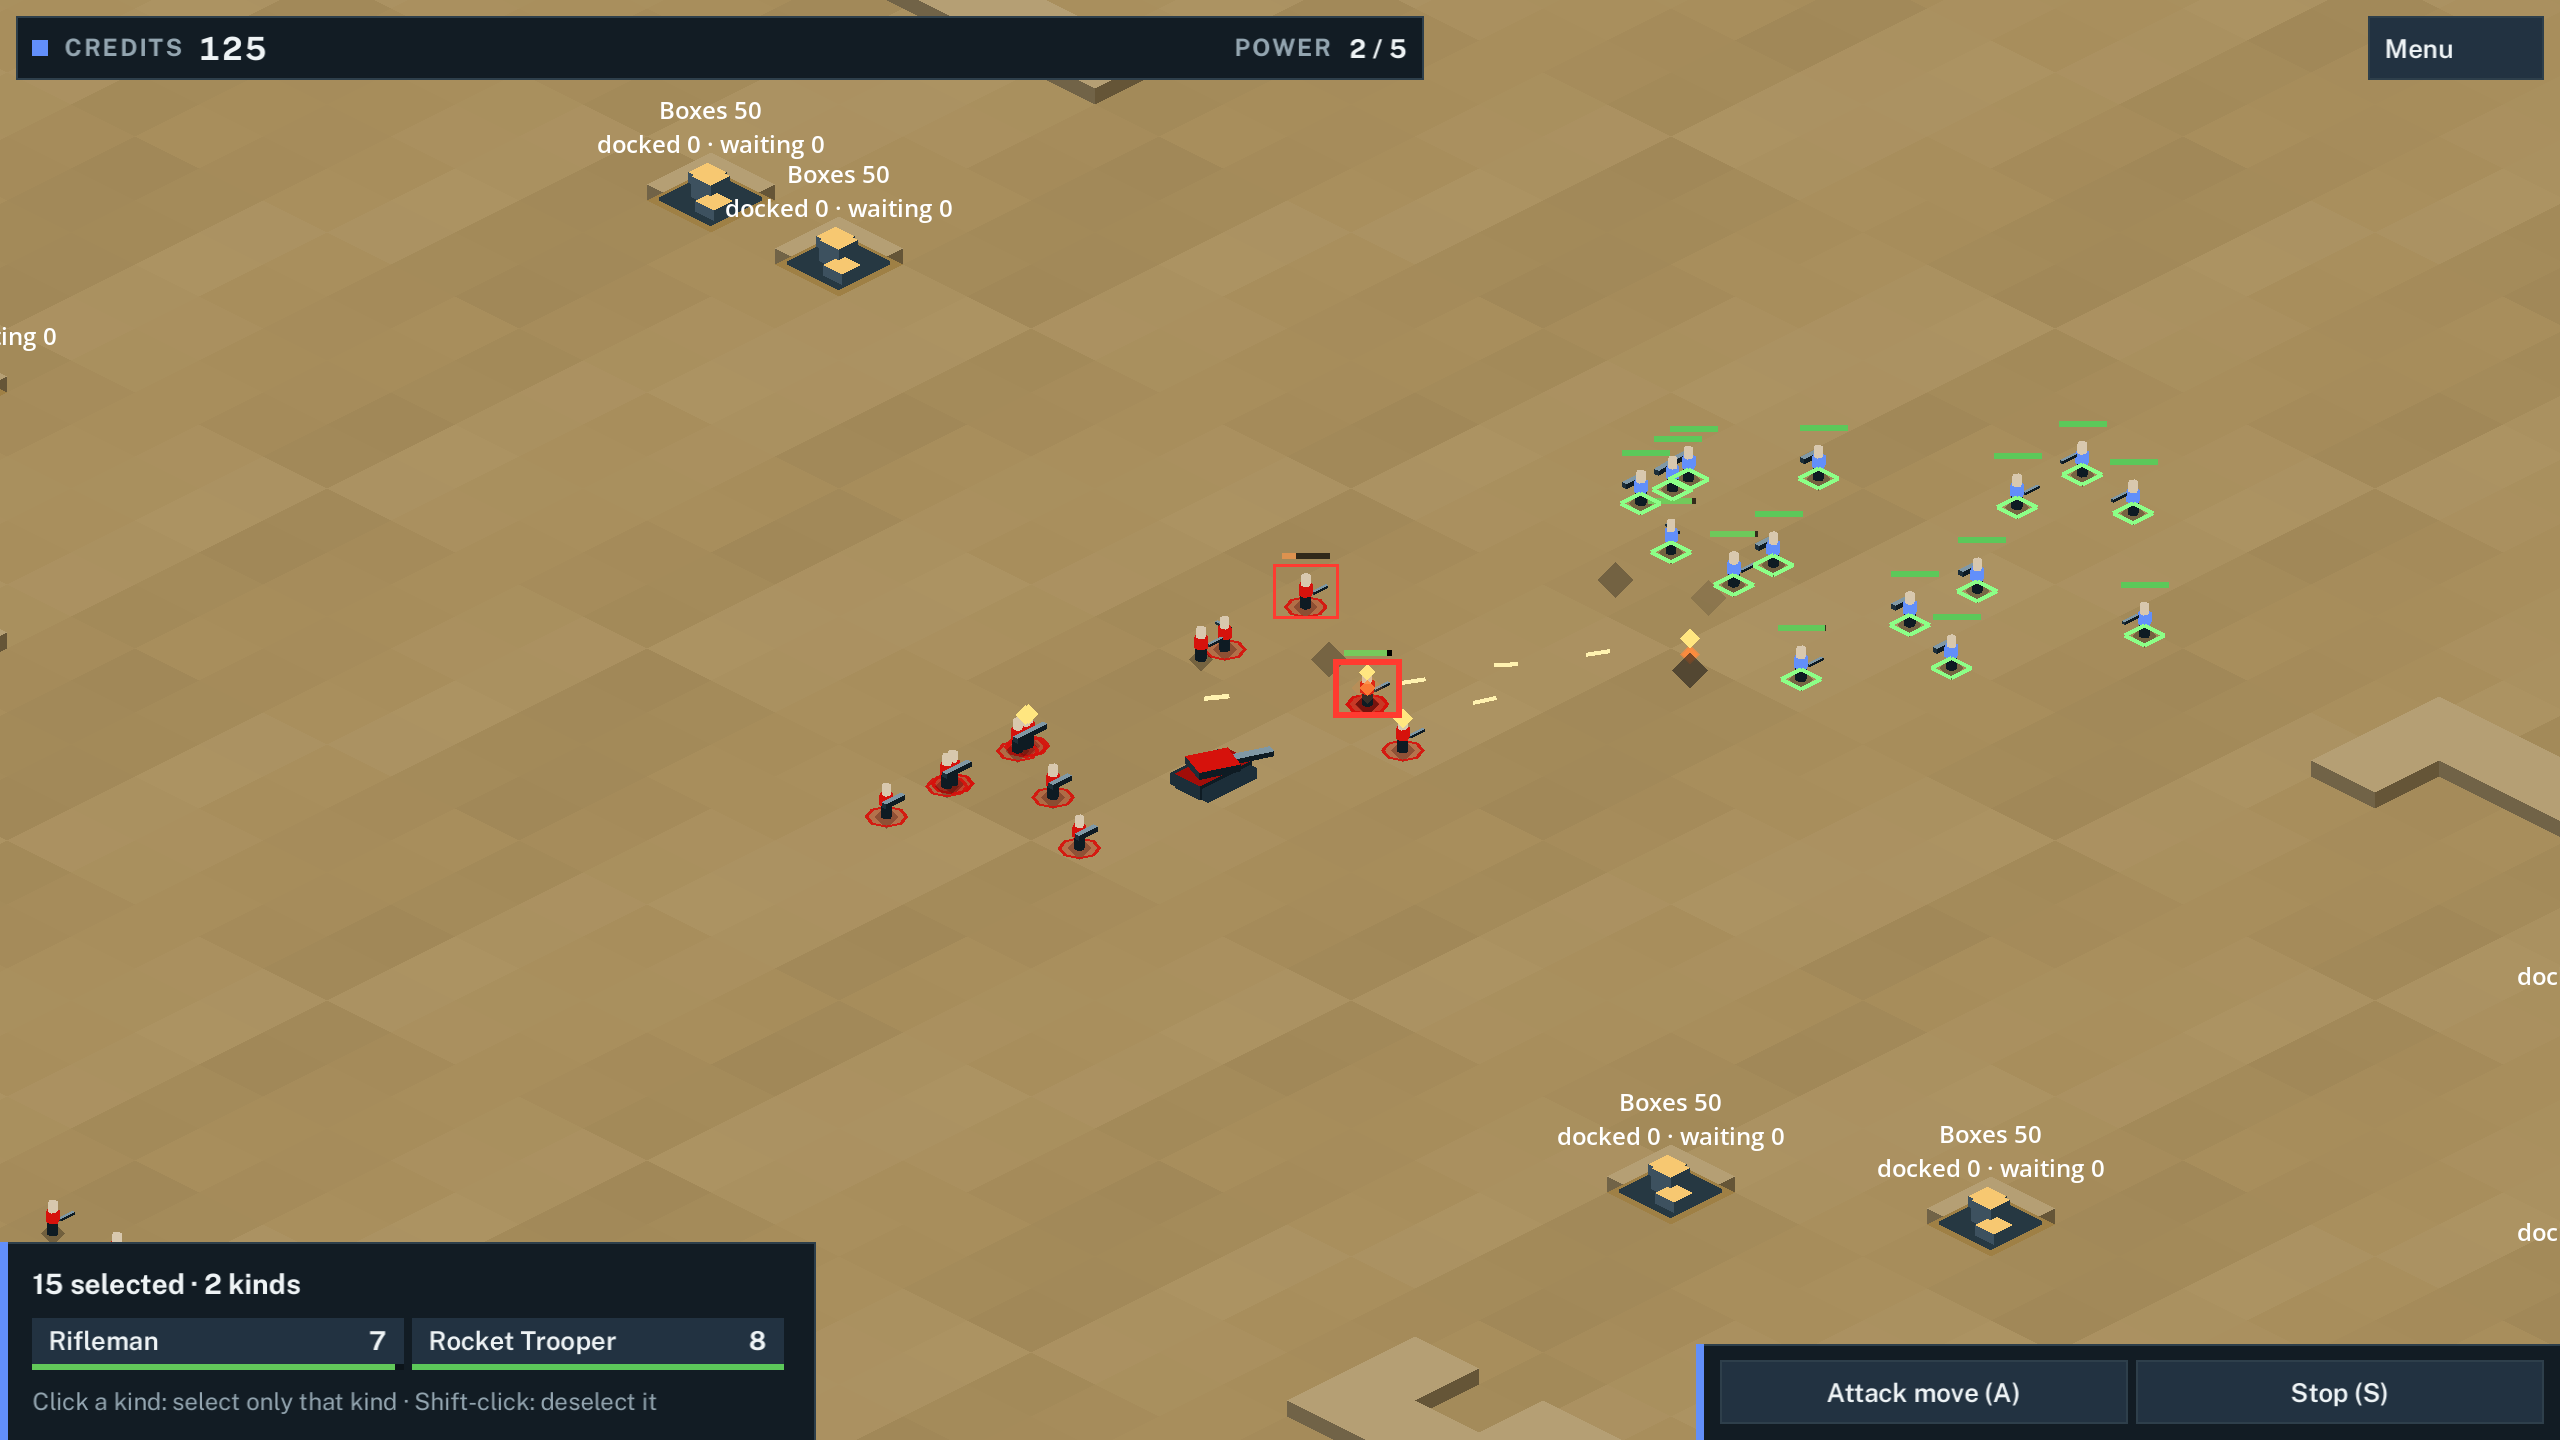 CREDITS 125
POWER 2 / 5
Menu
Boxes 50
docked 0 · waiting 0
Boxes 50
docked 0 · waiting 0
ing 0
doc
Boxes 50
docked 0 · waiting 0
Boxes 50
docked 0 · waiting 0
doc
15 selected · 2 kinds
Rifleman 7
Rocket Trooper 8
Click a kind: select only that kind · Shift-click: deselect it
Attack move (A)
Stop (S)